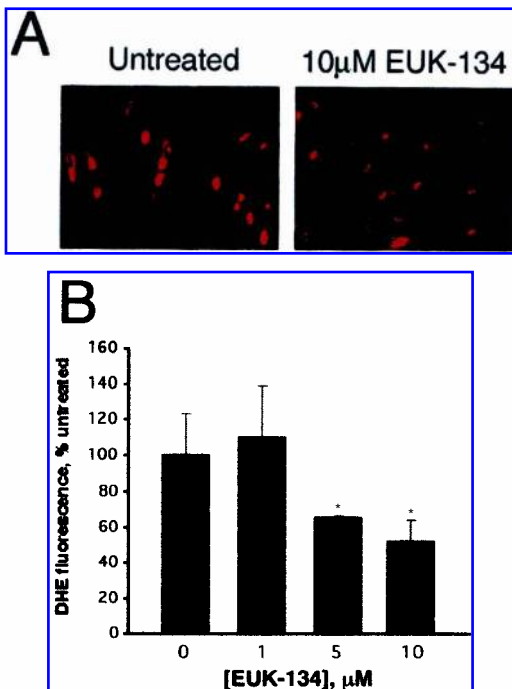 A
Untreated 10μM EUK-134
B
160
140
120
100
80
60
40
20
0
DHE fluorescence, % untreated
* *
0 1 5 10
[EUK-134], μM